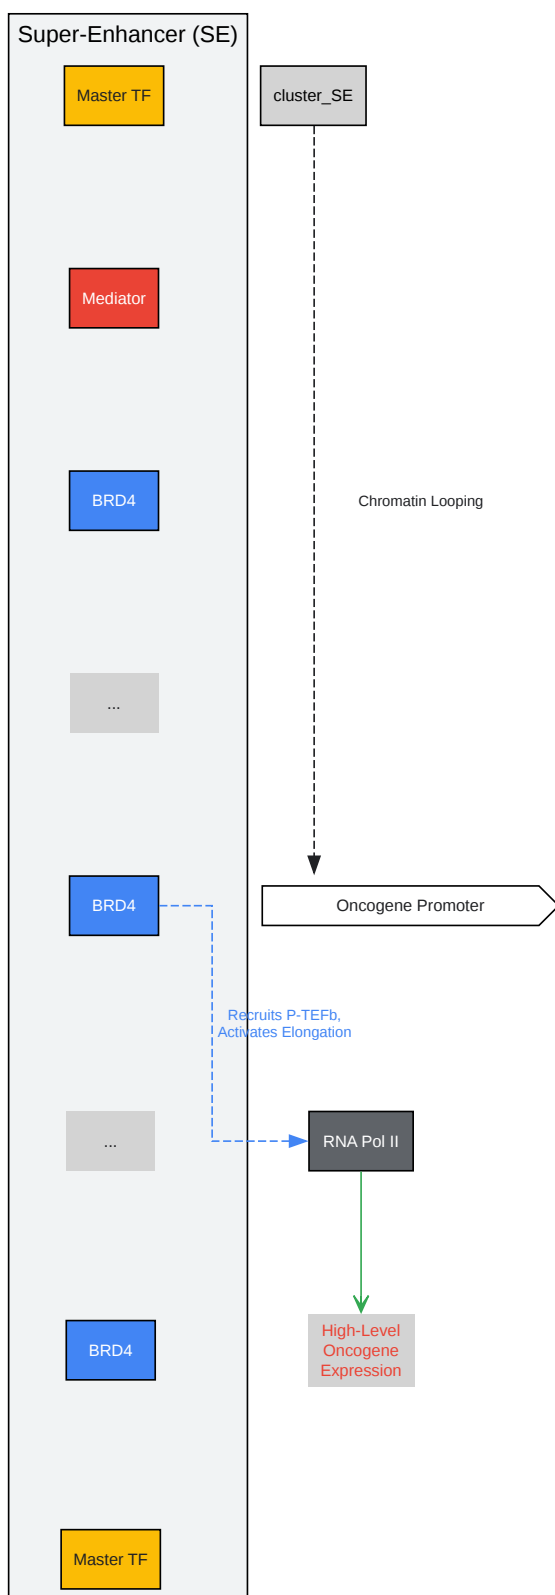 Super-Enhancer (SE)
Master TF
cluster_SE
Mediator
BRD4
Chromatin Looping
...
BRD4
Oncogene Promoter
Recruits P-TEFb,
Activates Elongation
...
RNA Pol II
High-Level
Oncogene
Expression
BRD4
Master TF